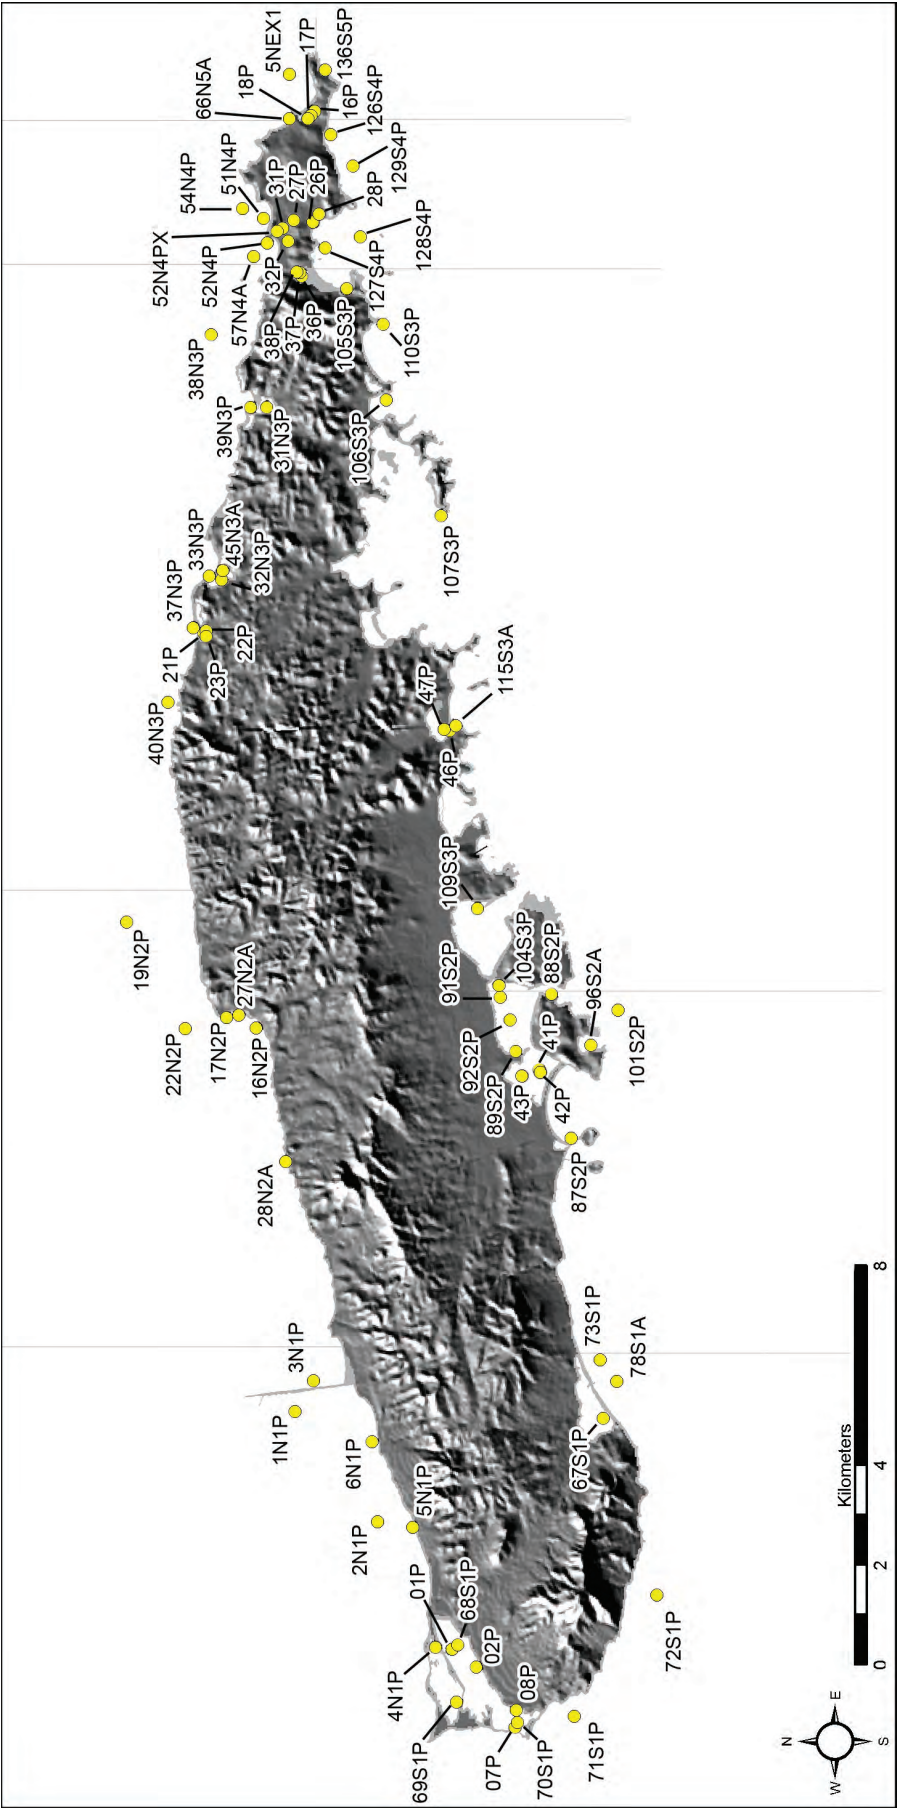 66N5A
18P
5NEX1
17P
136S5P
16P
126S4P
129S4P
54N4P
51N4P
31P
27P
26P
28P
128S4P
127S4P
52N4PX
52N4P
57N4A
32P
38P
37P
36P
105S3P
110S3P
38N3P
39N3P
31N3P
106S3P
107S3P
37N3P
33N3P
45N3A
32N3P
21P
22P
23P
40N3P
47P
46P
115S3A
109S3P
19N2P
27N2A
22N2P
17N2P
16N2P
91S2P
104S3P
88S2P
92S2P
41P
96S2A
101S2P
89S2P
43P
42P
87S2P
28N2A
3N1P
1N1P
6N1P
2N1P
5N1P
73S1P
78S1A
67S1P
01P
68S1P
02P
4N1P
69S1P
08P
07P
70S1P
71S1P
72S1P
Kilometers
0 2 4 8
N
W E
S